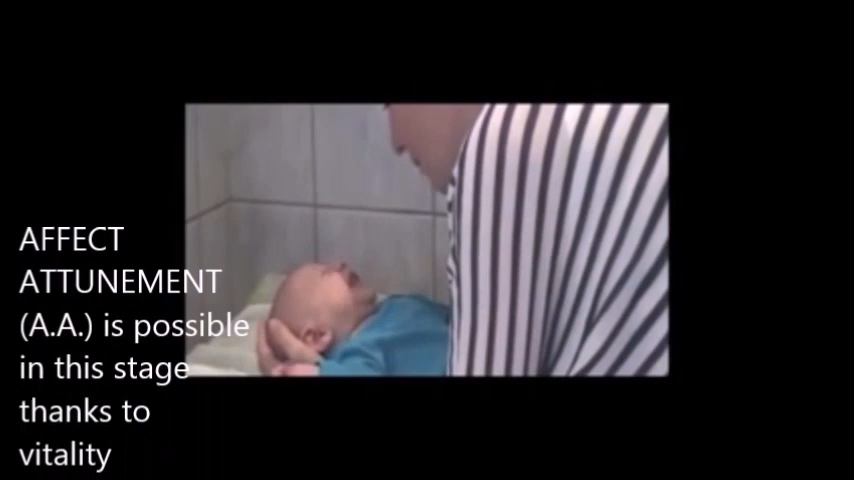 AFFECT
ATTUNEMENT
(A.A.) is possible
in this stage
thanks to
vitality